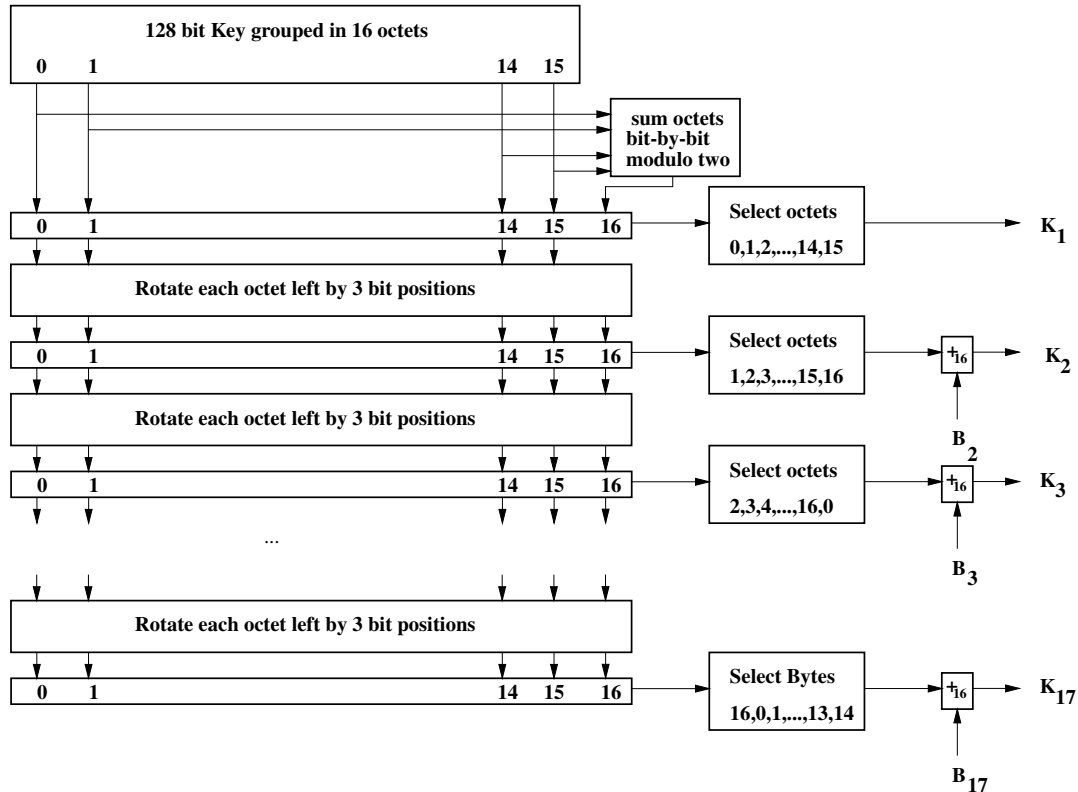 128 bit Key grouped in 16 octets
0 1 14 15
sum octets
bit-by-bit
modulo two
0 1 14 15 16
Select octets
0,1,2,...,14,15
K1
Rotate each octet left by 3 bit positions
0 1 14 15 16
Select octets
1,2,3,...,15,16
+16
K2
B2
Rotate each octet left by 3 bit positions
0 1 14 15 16
Select octets
2,3,4,...,16,0
+16
K3
B3
...
Rotate each octet left by 3 bit positions
0 1 14 15 16
Select Bytes
16,0,1,...,13,14
+16
K17
B17